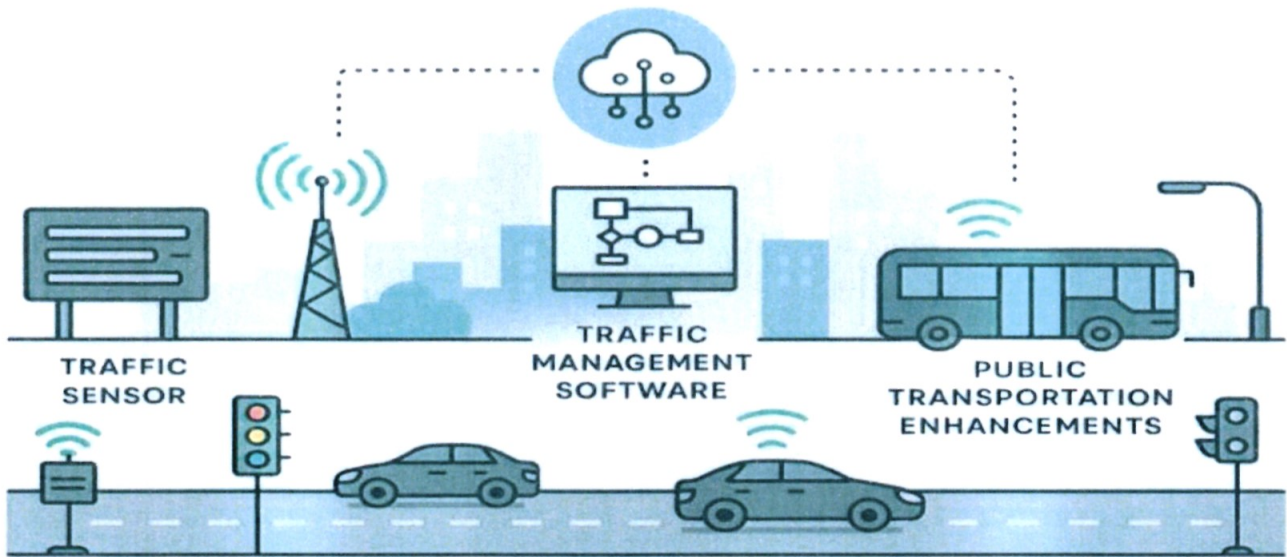 TRAFFIC
SENSOR
TRAFFIC
MANAGEMENT
SOFTWARE
PUBLIC
TRANSPORTATION
ENHANCEMENTS